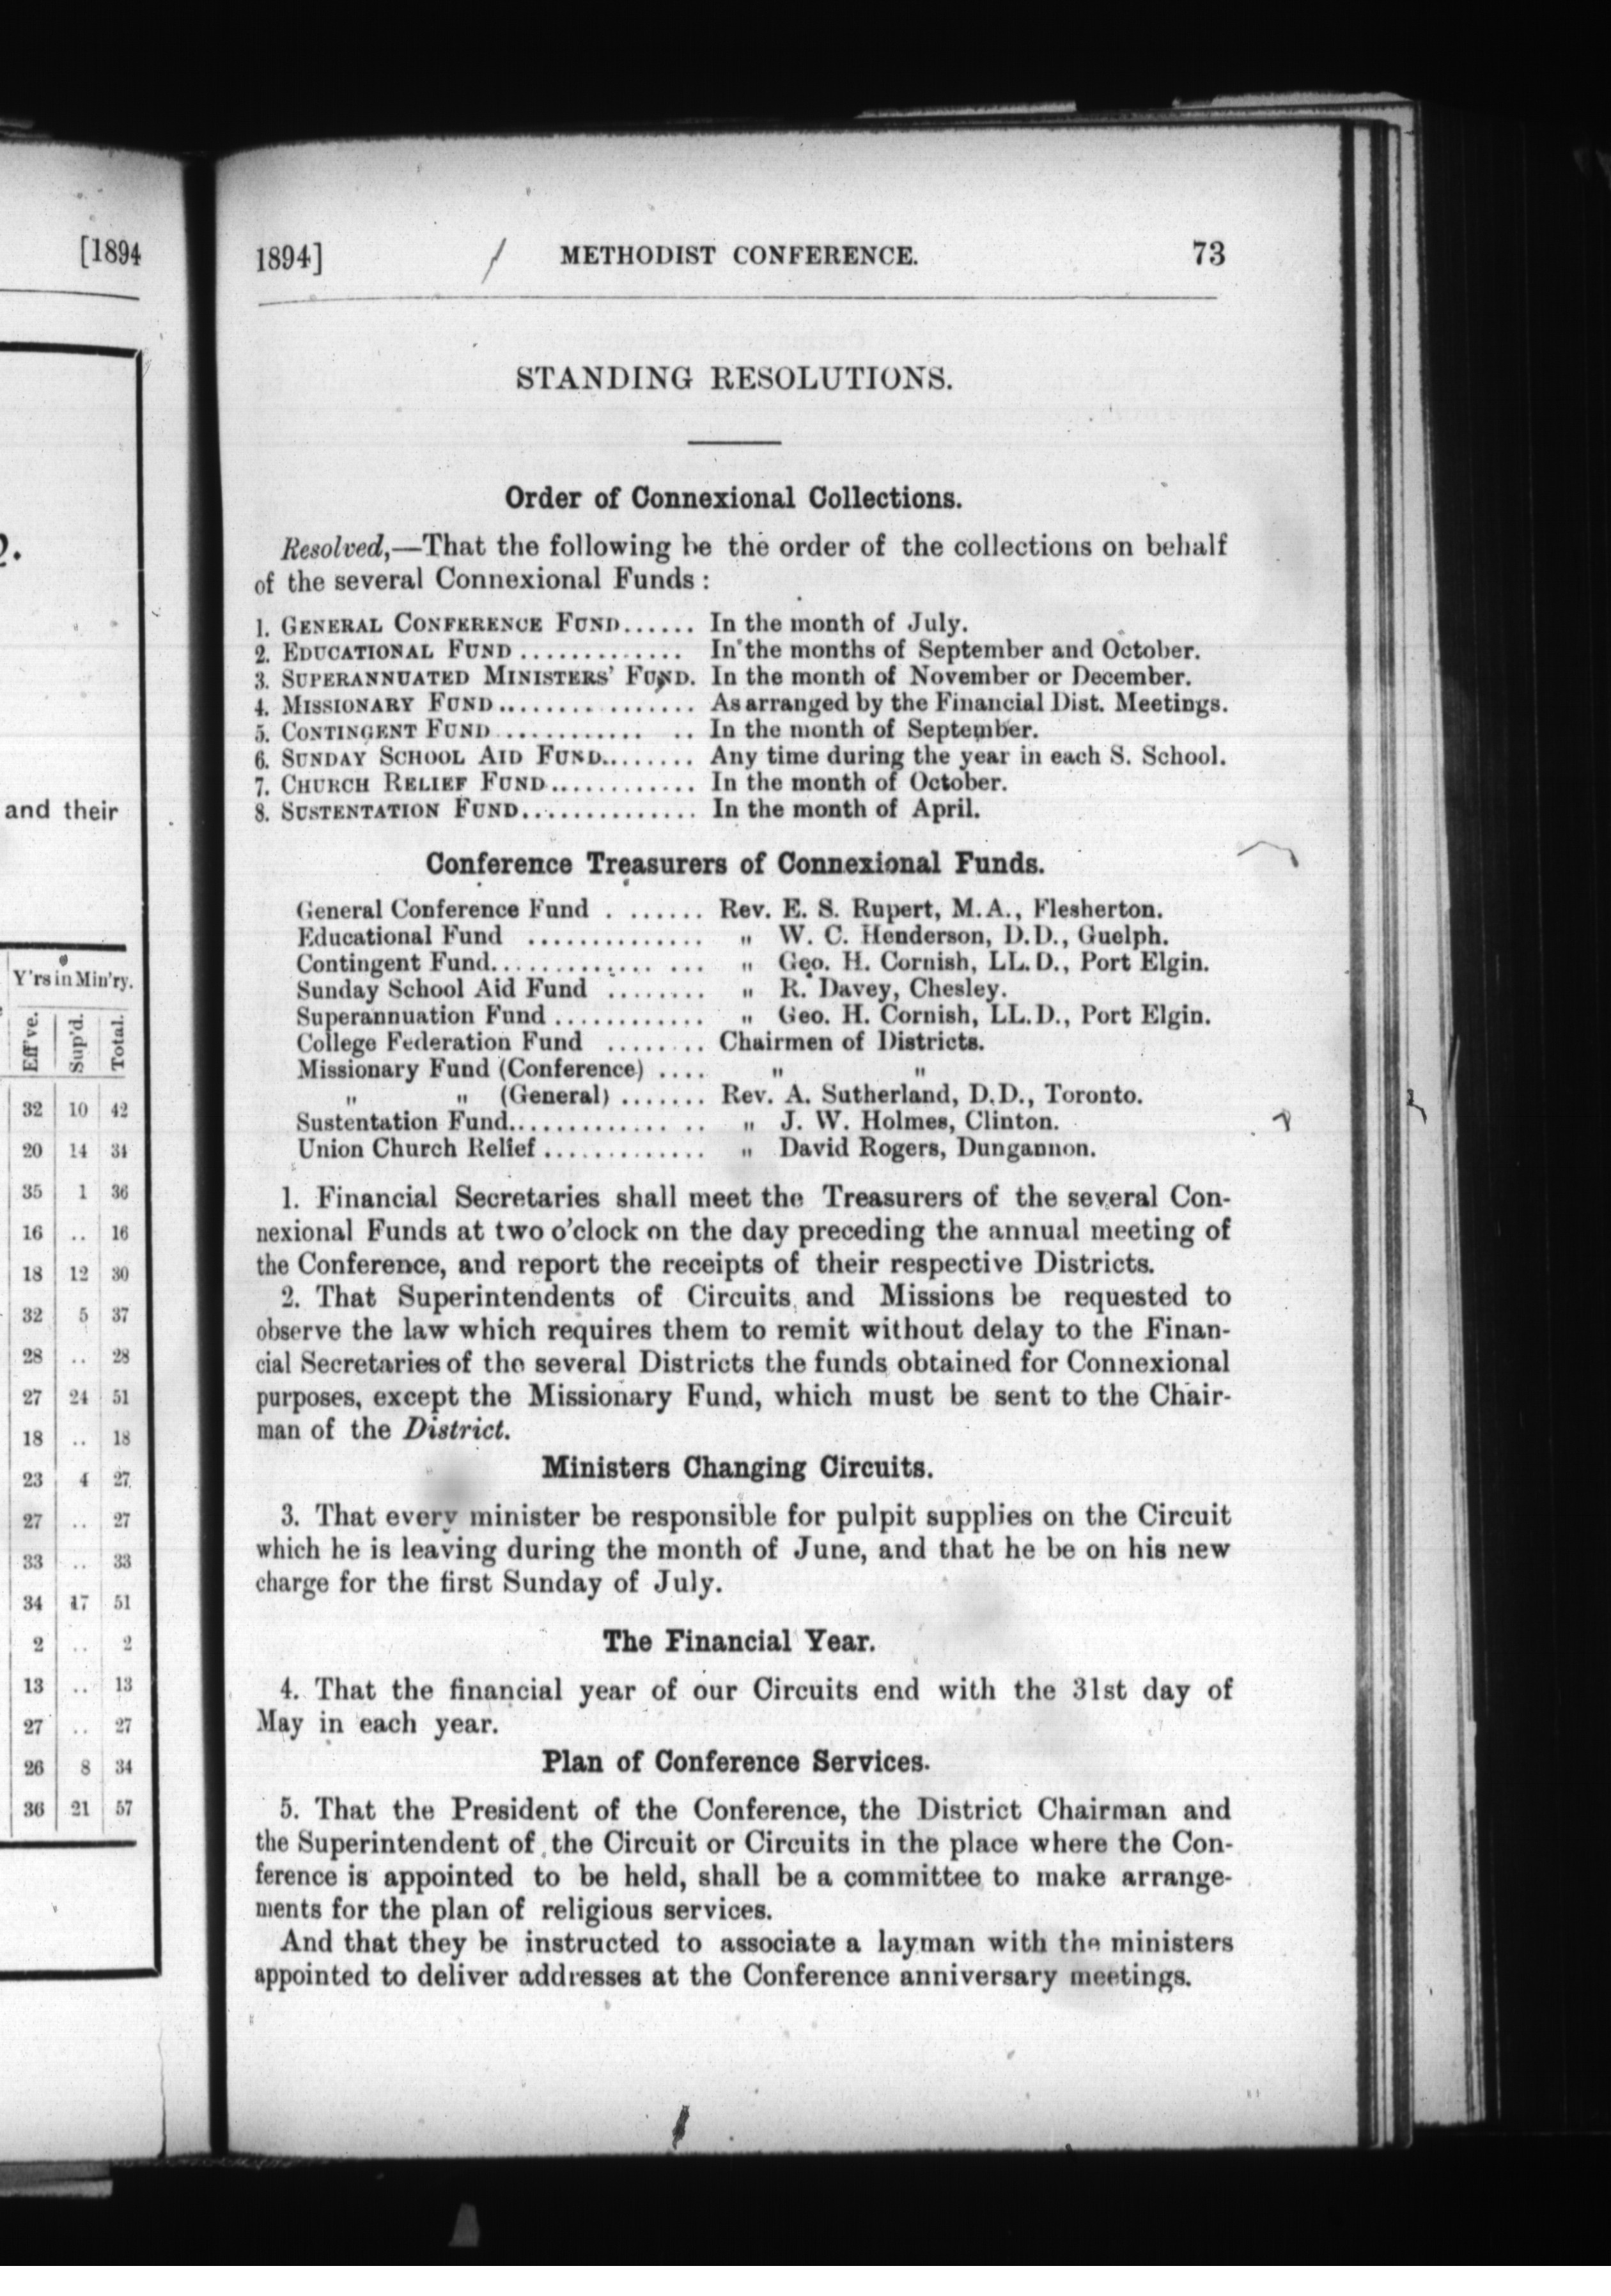 [1894
2.
and their
Y'rs in Min'ry.
Eff've. Sup'd. Total.
32 10 42
20 14 34
35 1 36
16 .. 16
18 12 30
32 5 37
28 .. 28
27 24 51
18 .. 18
23 4 27
27 .. 27
33 .. 33
34 17 51
2 .. 2
13 .. 13
27 .. 27
26 8 34
36 21 57
1894] METHODIST CONFERENCE. 73
STANDING RESOLUTIONS.
Order of Connexional Collections.
Resolved,—That the following be the order of the collections on behalf
of the several Connexional Funds :
1. GENERAL CONFERENCE FUND...... In the month of July.
2. EDUCATIONAL FUND ............. In the months of September and October.
3. SUPERANNUATED MINISTERS' FUND. In the month of November or December.
4. MISSIONARY FUND................ As arranged by the Financial Dist. Meetings.
5. CONTINGENT FUND ............ .. In the month of September.
6. SUNDAY SCHOOL AID FUND........ Any time during the year in each S. School.
7. CHURCH RELIEF FUND............ In the month of October.
8. SUSTENTATION FUND.............. In the month of April.
Conference Treasurers of Connexional Funds.
General Conference Fund . ...... Rev. E. S. Rupert, M.A., Flesherton.
Educational Fund .............. " W. C. Henderson, D.D., Guelph.
Contingent Fund............. ... " Geo. H. Cornish, LL.D., Port Elgin.
Sunday School Aid Fund ........ " R. Davey, Chesley.
Superannuation Fund ............ " Geo. H. Cornish, LL.D., Port Elgin.
College Federation Fund ........ Chairmen of Districts.
Missionary Fund (Conference) .... " "
" " (General) ....... Rev. A. Sutherland, D.D., Toronto.
Sustentation Fund.............. .. " J. W. Holmes, Clinton.
Union Church Relief ............. " David Rogers, Dungannon.
1. Financial Secretaries shall meet the Treasurers of the several Con-
nexional Funds at two o'clock on the day preceding the annual meeting of
the Conference, and report the receipts of their respective Districts.
2. That Superintendents of Circuits and Missions be requested to
observe the law which requires them to remit without delay to the Finan-
cial Secretaries of the several Districts the funds obtained for Connexional
purposes, except the Missionary Fund, which must be sent to the Chair-
man of the District.
Ministers Changing Circuits.
3. That every minister be responsible for pulpit supplies on the Circuit
which he is leaving during the month of June, and that he be on his new
charge for the first Sunday of July.
The Financial Year.
4. That the financial year of our Circuits end with the 31st day of
May in each year.
Plan of Conference Services.
5. That the President of the Conference, the District Chairman and
the Superintendent of the Circuit or Circuits in the place where the Con-
ference is appointed to be held, shall be a committee to make arrange-
ments for the plan of religious services.
And that they be instructed to associate a layman with the ministers
appointed to deliver addresses at the Conference anniversary meetings.